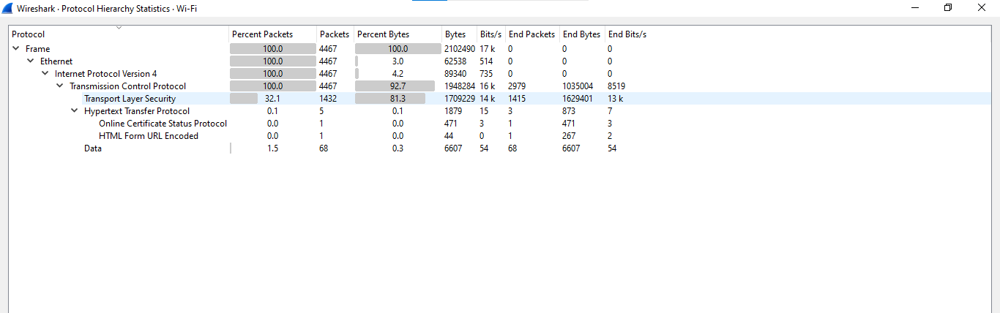 Wireshark · Protocol Hierarchy Statistics · Wi-Fi
Protocol Percent Packets Packets Percent Bytes Bytes Bits/s End Packets End Bytes End Bits/s
Frame 100.0 4467 100.0 2102490 17 k 0 0 0
Ethernet 100.0 4467 3.0 62538 514 0 0 0
Internet Protocol Version 4 100.0 4467 4.2 89340 735 0 0 0
Transmission Control Protocol 100.0 4467 92.7 1948284 16 k 2979 1035004 8519
Transport Layer Security 32.1 1432 81.3 1709229 14 k 1415 1629401 13 k
Hypertext Transfer Protocol 0.1 5 0.1 1879 15 3 873 7
Online Certificate Status Protocol 0.0 1 0.0 471 3 1 471 3
HTML Form URL Encoded 0.0 1 0.0 44 0 1 267 2
Data 1.5 68 0.3 6607 54 68 6607 54